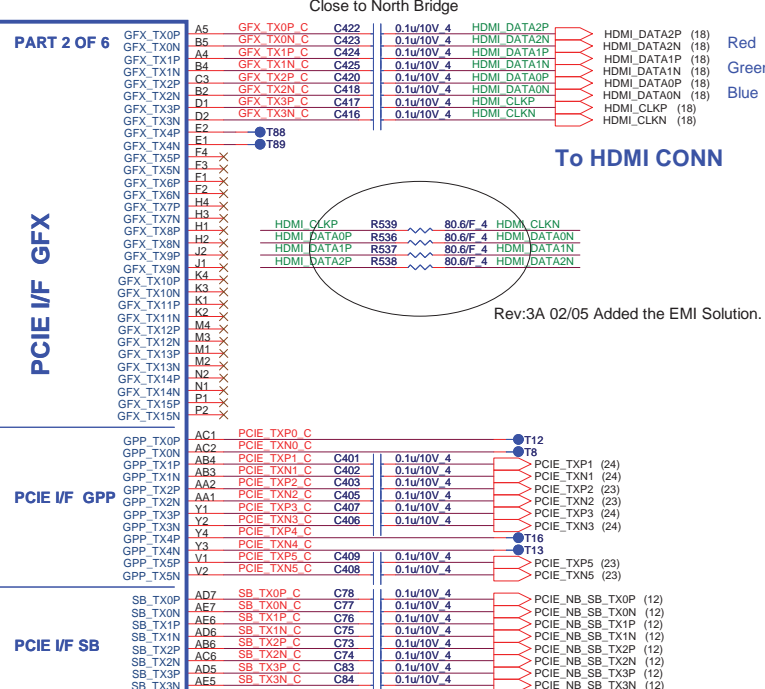 Close to North Bridge
PART 2 OF 6
GFX_TX0P A5 GFX_TX0P_C C422 0.1u/10V_4 HDMI_DATA2P HDMI_DATA2P (18)
GFX_TX0N B5 GFX_TX0N_C C423 0.1u/10V_4 HDMI_DATA2N HDMI_DATA2N (18) Red
GFX_TX1P A4 GFX_TX1P_C C424 0.1u/10V_4 HDMI_DATA1P HDMI_DATA1P (18)
GFX_TX1N B4 GFX_TX1N_C C425 0.1u/10V_4 HDMI_DATA1N HDMI_DATA1N (18) Green
GFX_TX2P C3 GFX_TX2P_C C420 0.1u/10V_4 HDMI_DATA0P HDMI_DATA0P (18)
GFX_TX2N B2 GFX_TX2N_C C418 0.1u/10V_4 HDMI_DATA0N HDMI_DATA0N (18) Blue
GFX_TX3P D1 GFX_TX3P_C C417 0.1u/10V_4 HDMI_CLKP HDMI_CLKP (18)
GFX_TX3N D2 GFX_TX3N_C C416 0.1u/10V_4 HDMI_CLKN HDMI_CLKN (18)
GFX_TX4P E2 T88
GFX_TX4N E1 T89
GFX_TX5P F4
To HDMI CONN
GFX_TX5N F3
GFX_TX6P F1
GFX_TX6N F2
GFX_TX7P H4
GFX_TX7N H3
GFX_TX8P H1
GFX_TX8N H2
GFX_TX9P J2
GFX_TX9N J1
GFX_TX10P K4
GFX_TX10N K3
GFX_TX11P K1
GFX_TX11N K2
GFX_TX12P M4
GFX_TX12N M3
GFX_TX13P M1
GFX_TX13N M2
GFX_TX14P N2
GFX_TX14N N1
GFX_TX15P P1
GFX_TX15N P2
PCIE I/F GFX
HDMI_CLKP R539 80.6/F_4 HDMI_CLKN
HDMI_DATA0P R536 80.6/F_4 HDMI_DATA0N
HDMI_DATA1P R537 80.6/F_4 HDMI_DATA1N
HDMI_DATA2P R538 80.6/F_4 HDMI_DATA2N
Rev:3A 02/05 Added the EMI Solution.
GPP_TX0P AC1 PCIE_TXP0_C T12
GPP_TX0N AC2 PCIE_TXN0_C T8
GPP_TX1P AB4 PCIE_TXP1_C C401 0.1u/10V_4 PCIE_TXP1 (24)
GPP_TX1N AB3 PCIE_TXN1_C C402 0.1u/10V_4 PCIE_TXN1 (24)
GPP_TX2P AA2 PCIE_TXP2_C C403 0.1u/10V_4 PCIE_TXP2 (23)
PCIE I/F GPP
GPP_TX2N AA1 PCIE_TXN2_C C405 0.1u/10V_4 PCIE_TXN2 (23)
GPP_TX3P Y1 PCIE_TXP3_C C407 0.1u/10V_4 PCIE_TXP3 (24)
GPP_TX3N Y2 PCIE_TXN3_C C406 0.1u/10V_4 PCIE_TXN3 (24)
GPP_TX4P Y4 PCIE_TXP4_C T16
GPP_TX4N Y3 PCIE_TXN4_C T13
GPP_TX5P V1 PCIE_TXP5_C C409 0.1u/10V_4 PCIE_TXP5 (23)
GPP_TX5N V2 PCIE_TXN5_C C408 0.1u/10V_4 PCIE_TXN5 (23)
SB_TX0P AD7 SB_TX0P_C C78 0.1u/10V_4 PCIE_NB_SB_TX0P (12)
SB_TX0N AE7 SB_TX0N_C C77 0.1u/10V_4 PCIE_NB_SB_TX0N (12)
SB_TX1P AE6 SB_TX1P_C C76 0.1u/10V_4 PCIE_NB_SB_TX1P (12)
SB_TX1N AD6 SB_TX1N_C C75 0.1u/10V_4 PCIE_NB_SB_TX1N (12)
PCIE I/F SB
SB_TX2P AB6 SB_TX2P_C C73 0.1u/10V_4 PCIE_NB_SB_TX2P (12)
SB_TX2N AC6 SB_TX2N_C C74 0.1u/10V_4 PCIE_NB_SB_TX2N (12)
SB_TX3P AD5 SB_TX3P_C C83 0.1u/10V_4 PCIE_NB_SB_TX3P (12)
SB_TX3N AE5 SB_TX3N_C C84 0.1u/10V_4 PCIE_NB_SB_TX3N (12)